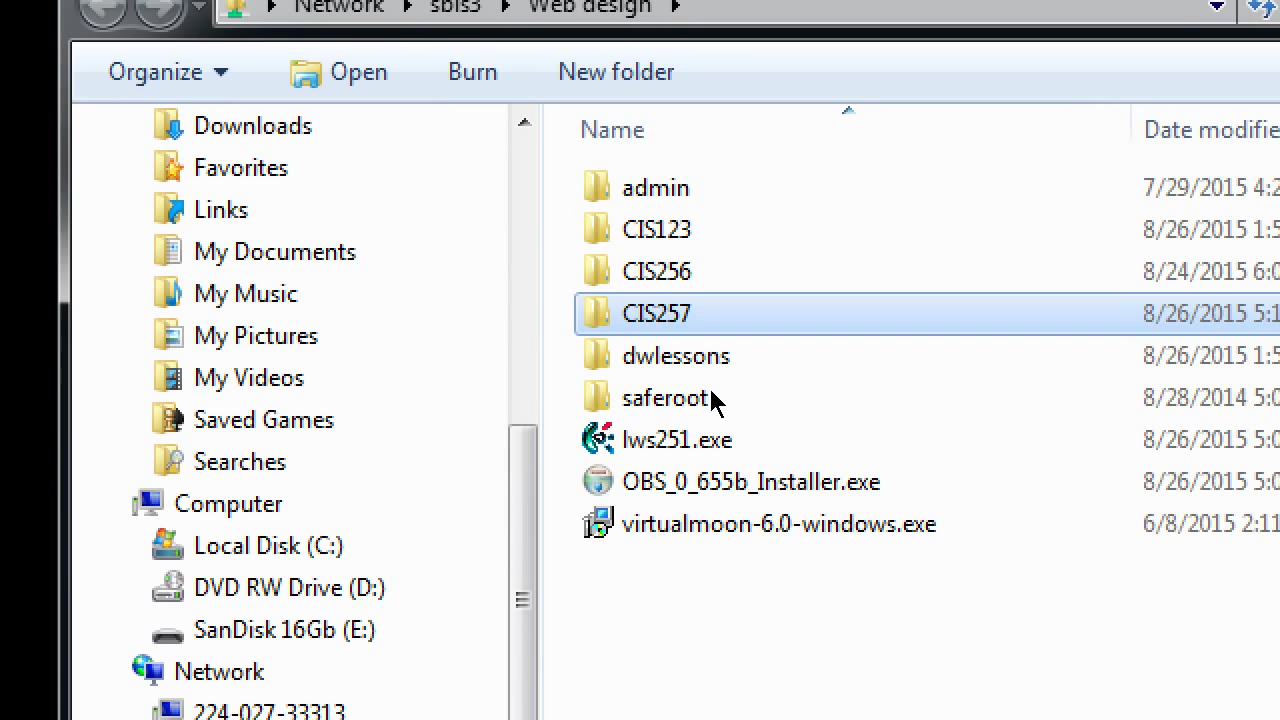 Network sbis3 Web design
Organize Open Burn New folder
Downloads
Favorites
Links
My Documents
My Music
My Pictures
My Videos
Saved Games
Searches
Computer
Local Disk (C:)
DVD RW Drive (D:)
SanDisk 16Gb (E:)
Network
224-027-33313
Name Date modifie
admin 7/29/2015 4:2
CIS123 8/26/2015 1:5
CIS256 8/24/2015 6:0
CIS257 8/26/2015 5:1
dwlessons 8/26/2015 1:5
saferoot 8/28/2014 5:0
lws251.exe 8/26/2015 5:0
OBS_0_655b_Installer.exe 8/26/2015 5:0
virtualmoon-6.0-windows.exe 6/8/2015 2:11